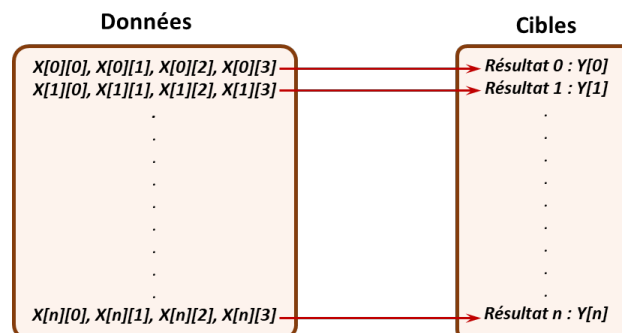 Données
Cibles
X[0][0], X[0][1], X[0][2], X[0][3]
Résultat 0 : Y[0]
X[1][0], X[1][1], X[1][2], X[1][3]
Résultat 1 : Y[1]
. .
. .
. .
. .
. .
. .
. .
. .
. .
X[n][0], X[n][1], X[n][2], X[n][3]
Résultat n : Y[n]